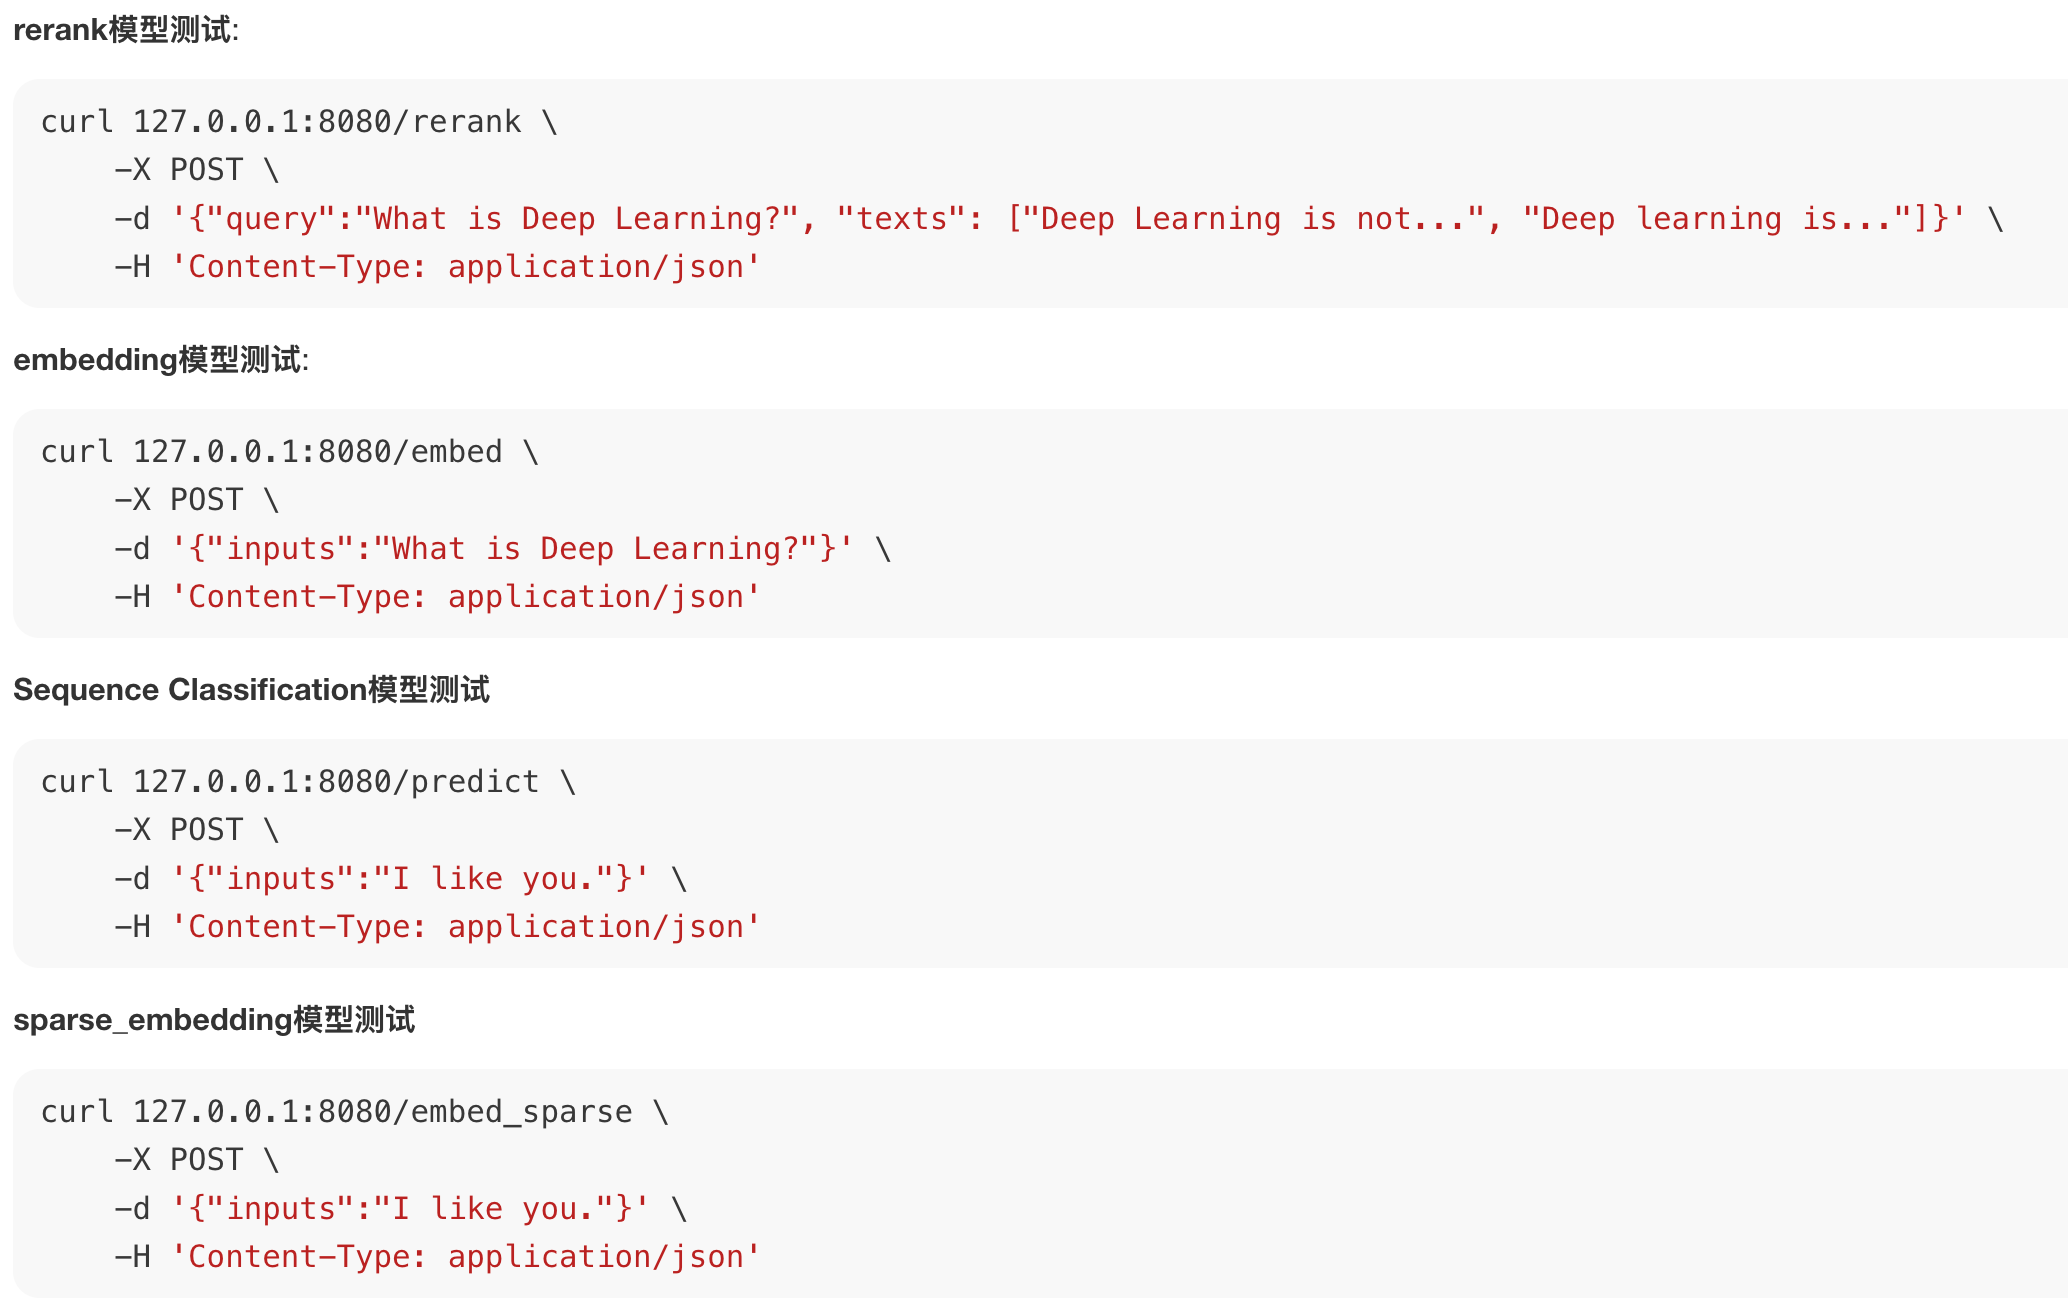 rerank模型测试:
curl 127.0.0.1:8080/rerank \
    -X POST \
    -d '{"query":"What is Deep Learning?", "texts": ["Deep Learning is not...", "Deep learning is..."]}' \
    -H 'Content-Type: application/json'
embedding模型测试:
curl 127.0.0.1:8080/embed \
    -X POST \
    -d '{"inputs":"What is Deep Learning?"}' \
    -H 'Content-Type: application/json'
Sequence Classification模型测试
curl 127.0.0.1:8080/predict \
    -X POST \
    -d '{"inputs":"I like you."}' \
    -H 'Content-Type: application/json'
sparse_embedding模型测试
curl 127.0.0.1:8080/embed_sparse \
    -X POST \
    -d '{"inputs":"I like you."}' \
    -H 'Content-Type: application/json'